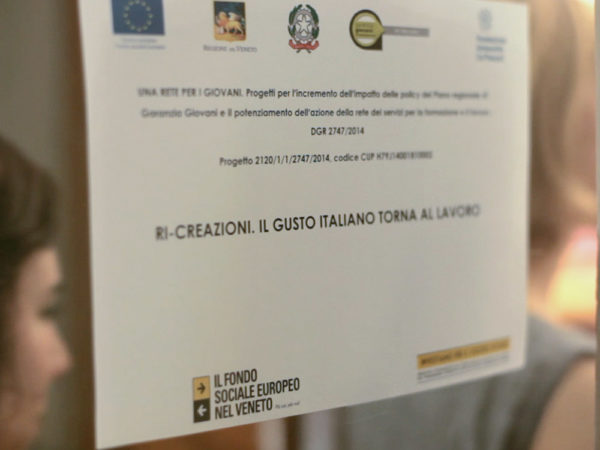 REGIONE DEL VENETO
UNA RETE PER I GIOVANI. Progetti per l'incremento dell'impatto delle policy del Piano regionale di
Garanzia Giovani e il potenziamento dell'azione della rete dei servizi per la formazione e il
DGR 2747/2014
Progetto 2120/1/1/2747/2014, codice CUP
RI-CREAZIONI. IL GUSTO ITALIANO TORNA AL LAVORO
IL FONDO
SOCIALE EUROPEO
NEL VENETO